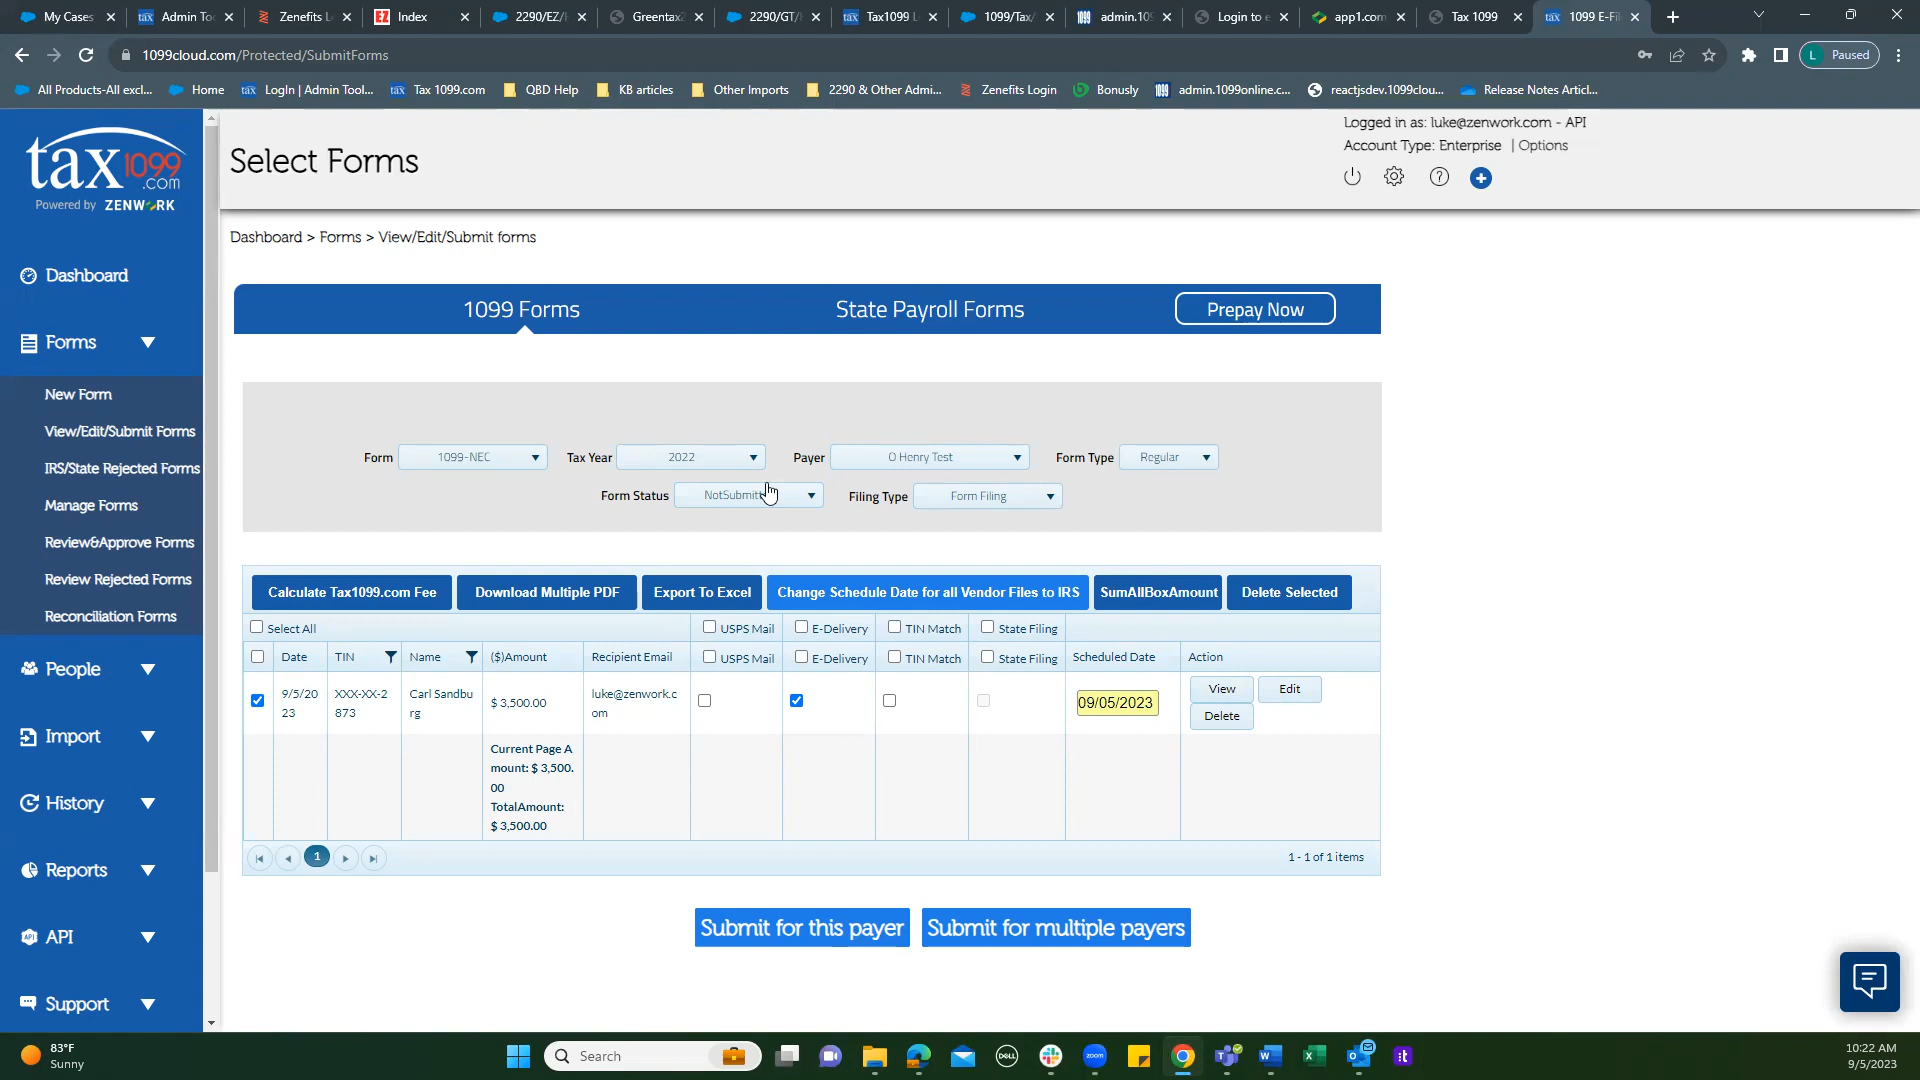 My Cases
Admin To
Zenefits L
Index
2290/EZ/
Greentax2
2290/GT/
Tax1099 L
1099/Tax/
admin.109
Login to e
app1.com
Tax 1099
1099 E-Fi
1099cloud.com/Protected/SubmitForms
L Paused
All Products-All excl...
Home
LogIn | Admin Tool...
Tax 1099.com
QBD Help
KB articles
Other Imports
2290 & Other Admi...
Zenefits Login
Bonusly
admin.1099online.c...
reactjsdev.1099clou...
Release Notes Articl...
tax1099.com
Powered by ZENWORK
Select Forms
Logged in as: luke@zenwork.com - API
Account Type: Enterprise | Options
Dashboard > Forms > View/Edit/Submit forms
Dashboard
Forms
New Form
View/Edit/Submit Forms
IRS/State Rejected Forms
Manage Forms
Review&Approve Forms
Review Rejected Forms
Reconciliation Forms
People
Import
History
Reports
API
Support
1099 Forms
State Payroll Forms
Prepay Now
Form 1099-NEC
Tax Year 2022
Payer O Henry Test
Form Type Regular
Form Status NotSubmitt
Filing Type Form Filing
Calculate Tax1099.com Fee
Download Multiple PDF
Export To Excel
Change Schedule Date for all Vendor Files to IRS
SumAllBoxAmount
Delete Selected
Select All
USPS Mail
E-Delivery
TIN Match
State Filing
Date
TIN
Name
($)Amount
Recipient Email
USPS Mail
E-Delivery
TIN Match
State Filing
Scheduled Date
Action
9/5/20
23
XXX-XX-2
873
Carl Sandbu
rg
$ 3,500.00
luke@zenwork.c
om
09/05/2023
View
Edit
Delete
Current Page A
mount: $ 3,500.
00
TotalAmount:
$ 3,500.00
1
1 - 1 of 1 items
Submit for this payer
Submit for multiple payers
83°F
Sunny
Search
DELL
zoom
10:22 AM
9/5/2023